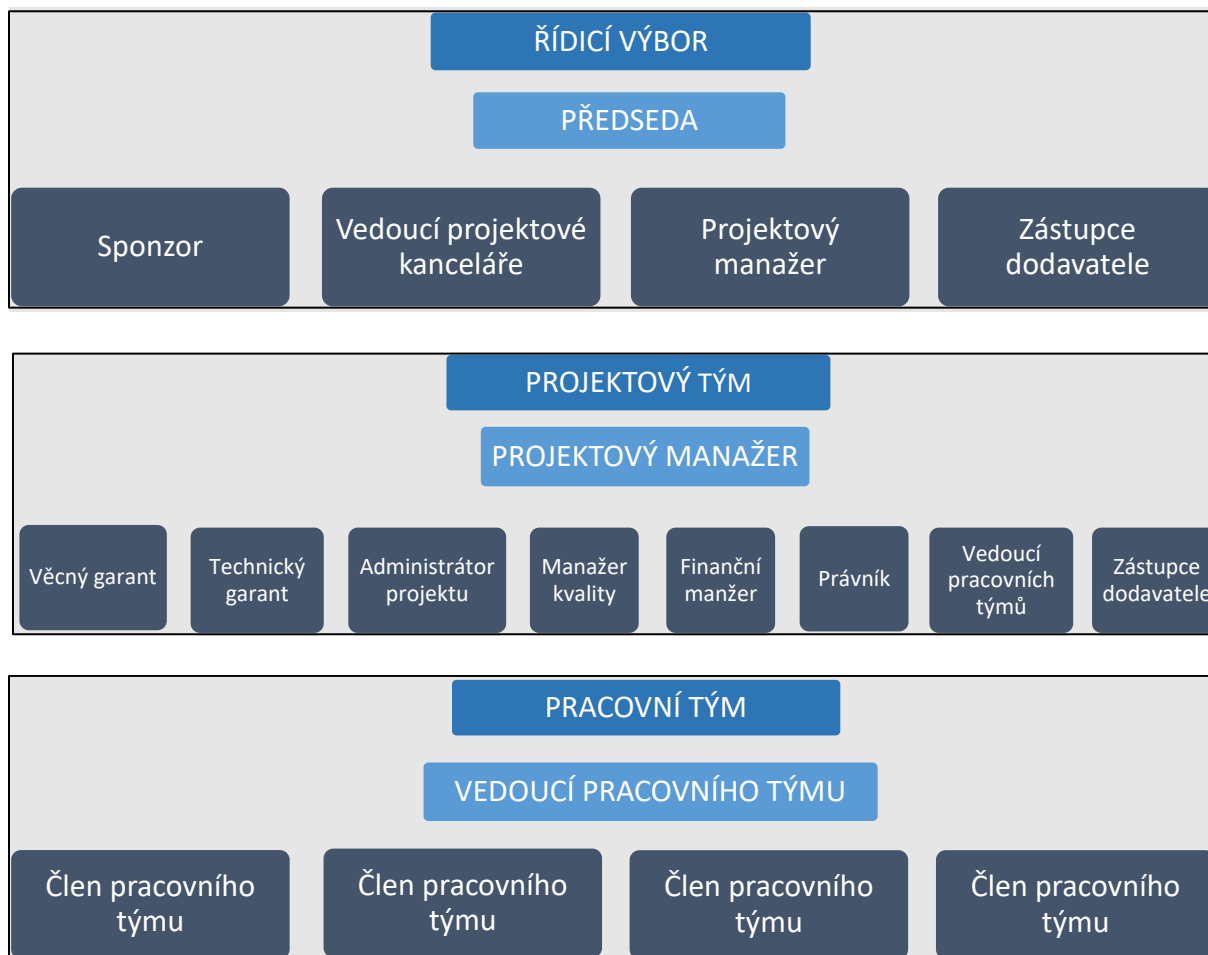 ŘÍDICÍ VÝBOR
PŘEDSEDA
Sponzor
Vedoucí projektové
kanceláře
Projektový
manažer
Zástupce
dodavatele
PROJEKTOVÝ TÝM
PROJEKTOVÝ MANAŽER
Věcný garant
Technický
garant
Administrátor
projektu
Manažer
kvality
Finanční
manžer
Právník
Vedoucí
pracovních
týmů
Zástupce
dodavatele
PRACOVNÍ TÝM
VEDOUCÍ PRACOVNÍHO TÝMU
Člen pracovního
týmu
Člen pracovního
týmu
Člen pracovního
týmu
Člen pracovního
týmu